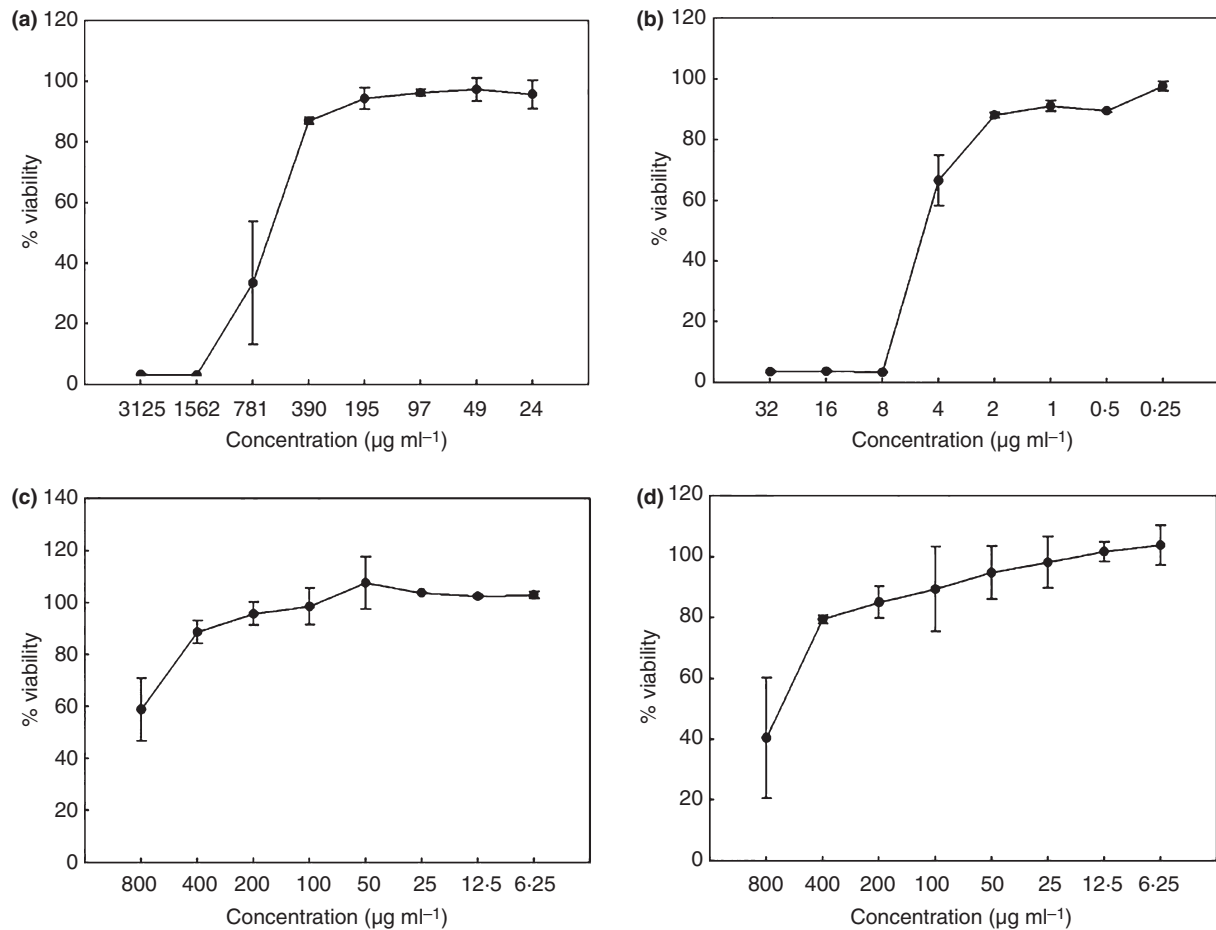 (a)
120
100
80
60
40
20
0
% viability
3125 1562 781 390 195 97 49 24
Concentration (µg ml–1)
(b)
120
100
80
60
40
20
0
% viability
32 16 8 4 2 1 0·5 0·25
Concentration (µg ml–1)
(c)
140
120
100
80
60
40
20
0
% viability
800 400 200 100 50 25 12·5 6·25
Concentration (µg ml–1)
(d)
120
100
80
60
40
20
0
% viability
800 400 200 100 50 25 12·5 6·25
Concentration (µg ml–1)